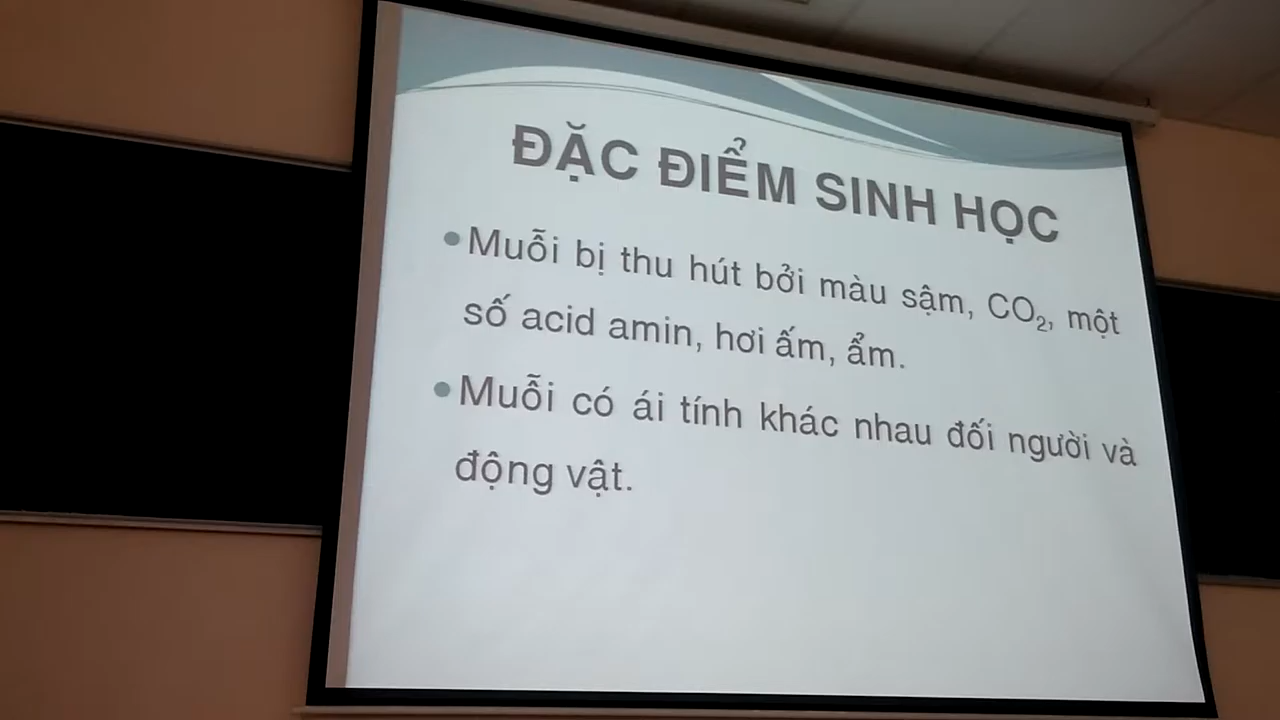 ĐẶC ĐIỂM SINH HỌC
•Muỗi bị thu hút bởi màu sậm, CO₂, một
số acid amin, hơi ấm, ẩm.
•Muỗi có ái tính khác nhau đối người và
động vật.